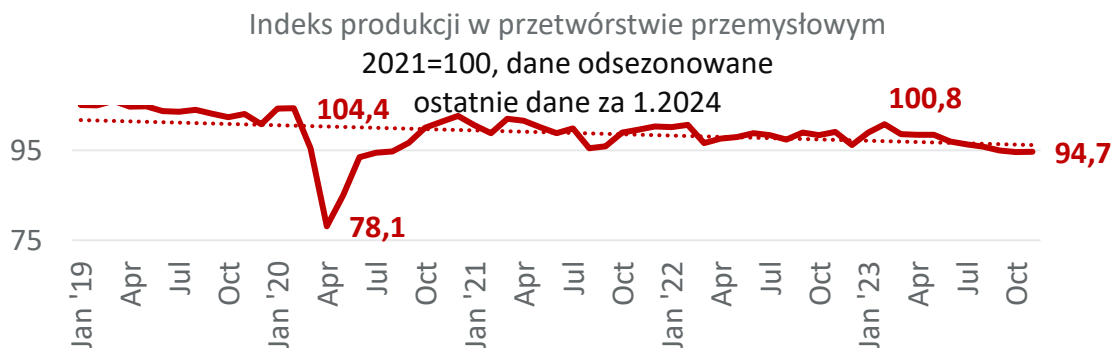 Indeks produkcji w przetwórstwie przemysłowym
2021=100, dane odsezonowane
ostatnie dane za 1.2024
104,4
100,8
95
94,7
78,1
75
Jan '19
Apr
Jul
Oct
Jan '20
Apr
Jul
Oct
Jan '21
Apr
Jul
Oct
Jan '22
Apr
Jul
Oct
Jan '23
Apr
Jul
Oct